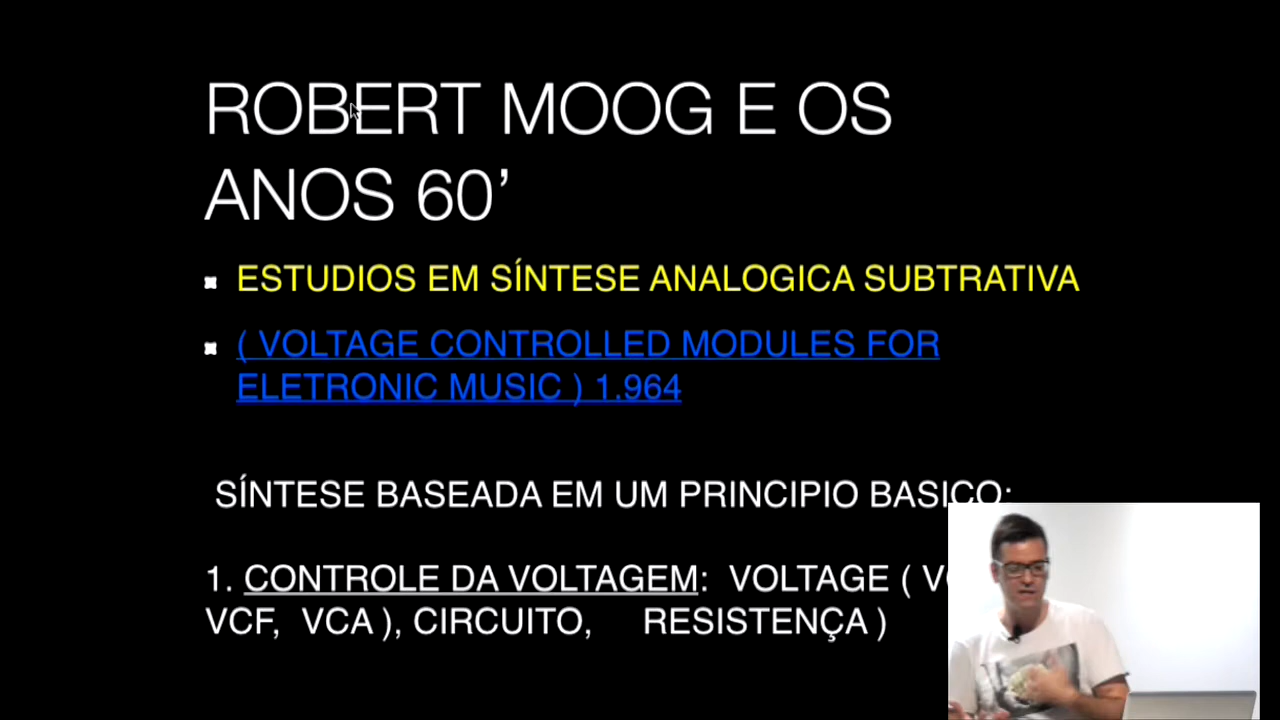 ROBERT MOOG E OS
ANOS 60’
ESTUDIOS EM SÍNTESE ANALOGICA SUBTRATIVA
( VOLTAGE CONTROLLED MODULES FOR
ELETRONIC MUSIC ) 1.964
SÍNTESE BASEADA EM UM PRINCIPIO BASICO:
1. CONTROLE DA VOLTAGEM: VOLTAGE (
VCF, VCA ), CIRCUITO, RESISTENÇA )